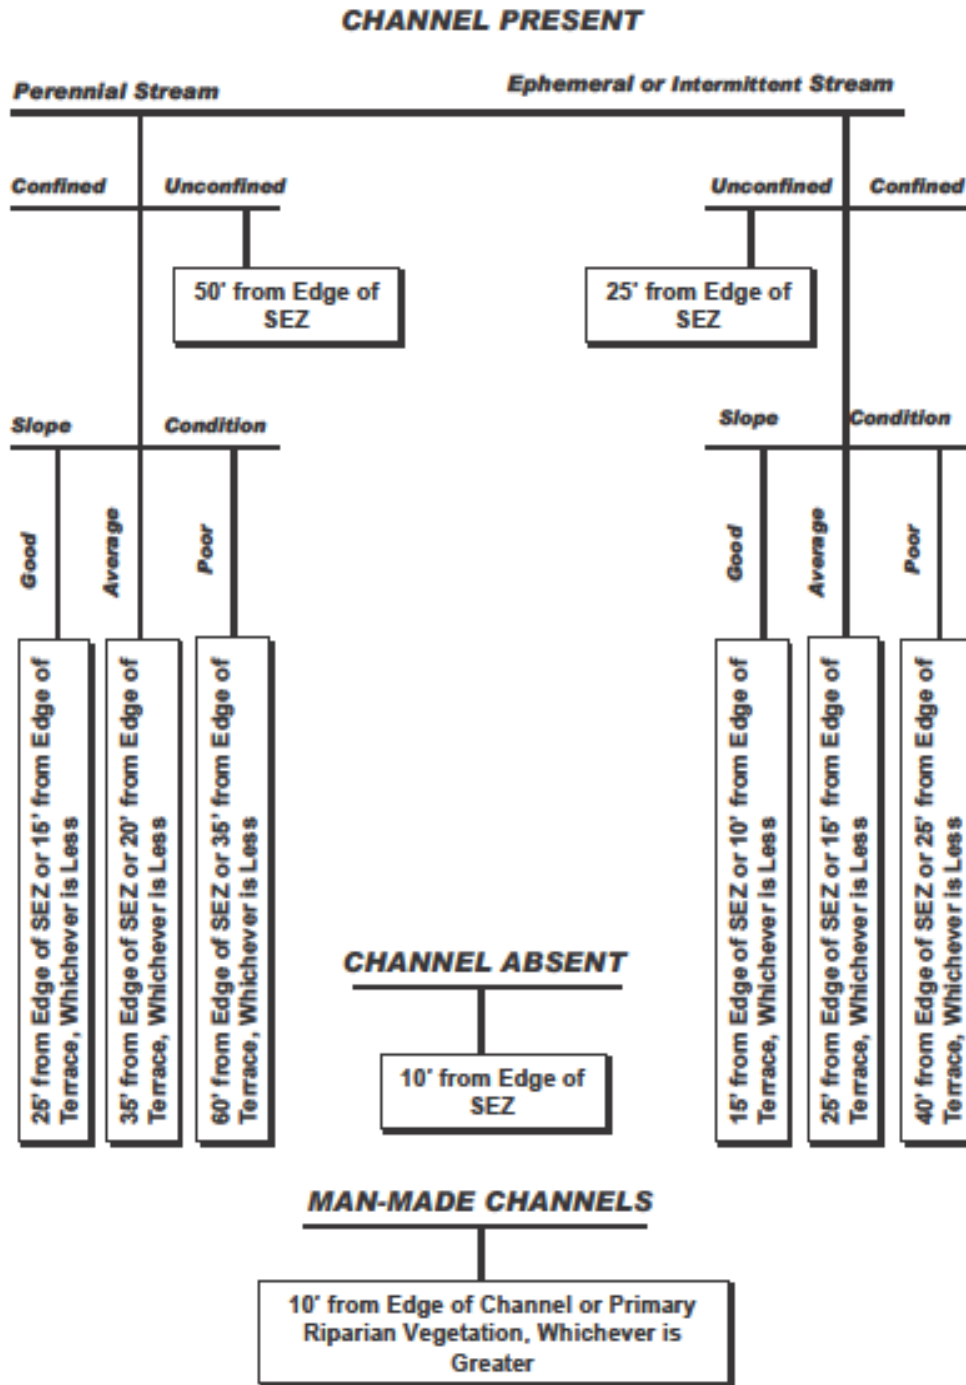 CHANNEL PRESENT
Perennial Stream
Ephemeral or Intermittent Stream
Confined
Unconfined
Unconfined
Confined
50' from Edge of
SEZ
25' from Edge of
SEZ
Slope
Condition
Slope
Condition
Good
Average
Poor
Good
Average
Poor
25' from Edge of SEZ or 15' from Edge of
Terrace, Whichever is Less
35' from Edge of SEZ or 20' from Edge of
Terrace, Whichever is Less
60' from Edge of SEZ or 35' from Edge of
Terrace, Whichever is Less
15' from Edge of SEZ or 10' from Edge of
Terrace, Whichever is Less
25' from Edge of SEZ or 15' from Edge of
Terrace, Whichever is Less
40' from Edge of SEZ or 25' from Edge of
Terrace, Whichever is Less
CHANNEL ABSENT
10' from Edge of
SEZ
MAN-MADE CHANNELS
10' from Edge of Channel or Primary
Riparian Vegetation, Whichever is
Greater